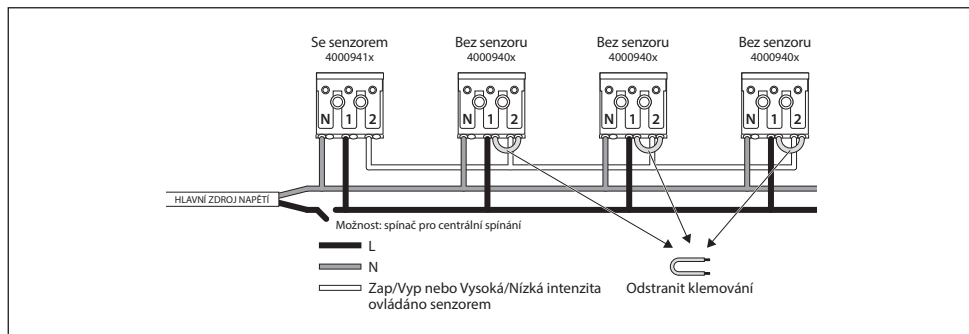 Se senzorem
4000941x
Bez senzoru
4000940x
Bez senzoru
4000940x
Bez senzoru
4000940x
N 1 2
N 1 2
N 1 2
N 1 2
HLAVNÍ ZDROJ NAPĚTÍ
Možnost: spínač pro centrální spínání
L
N
Zap/Vyp nebo Vysoká/Nízká intenzita
ovládáno senzorem
Odstranit klemování